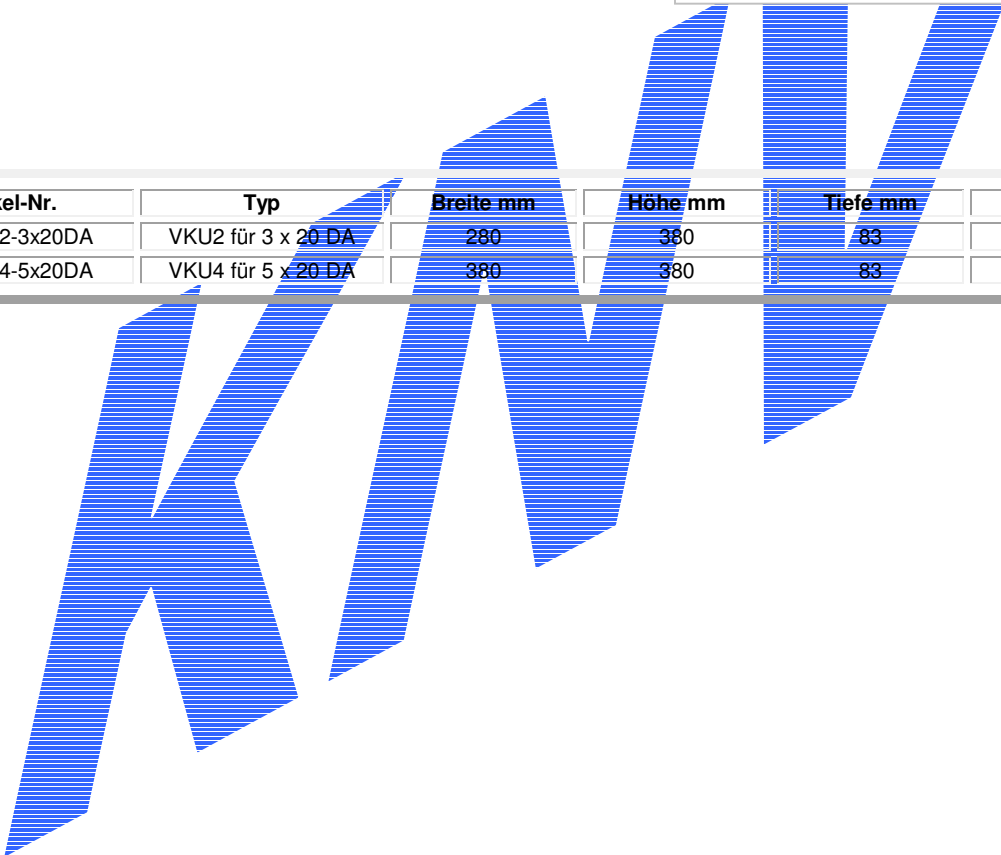 kel-Nr. Typ Breite mm Höhe mm Tiefe mm
2-3x20DA VKU2 für 3 x 20 DA 280 380 83
4-5x20DA VKU4 für 5 x 20 DA 380 380 83
KNV